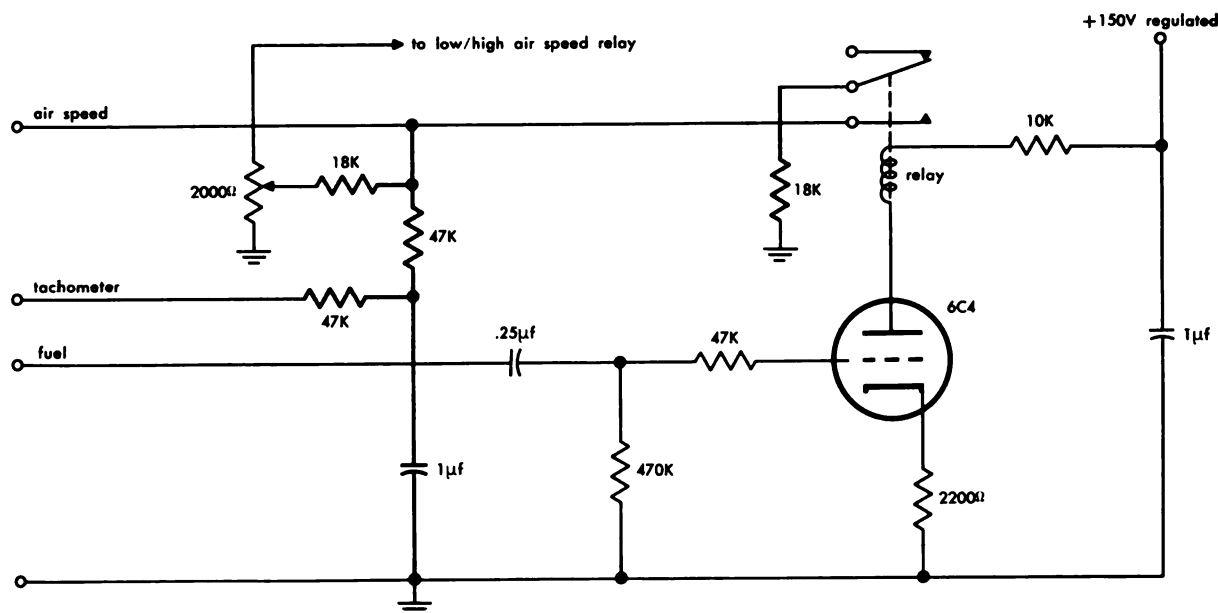 +150V regulated
to low/high air speed relay
air speed
10K
18K
2000Ω
18K
relay
47K
tachometer
47K
6C4
.25µf
47K
1µf
fuel
1µf
470K
2200Ω